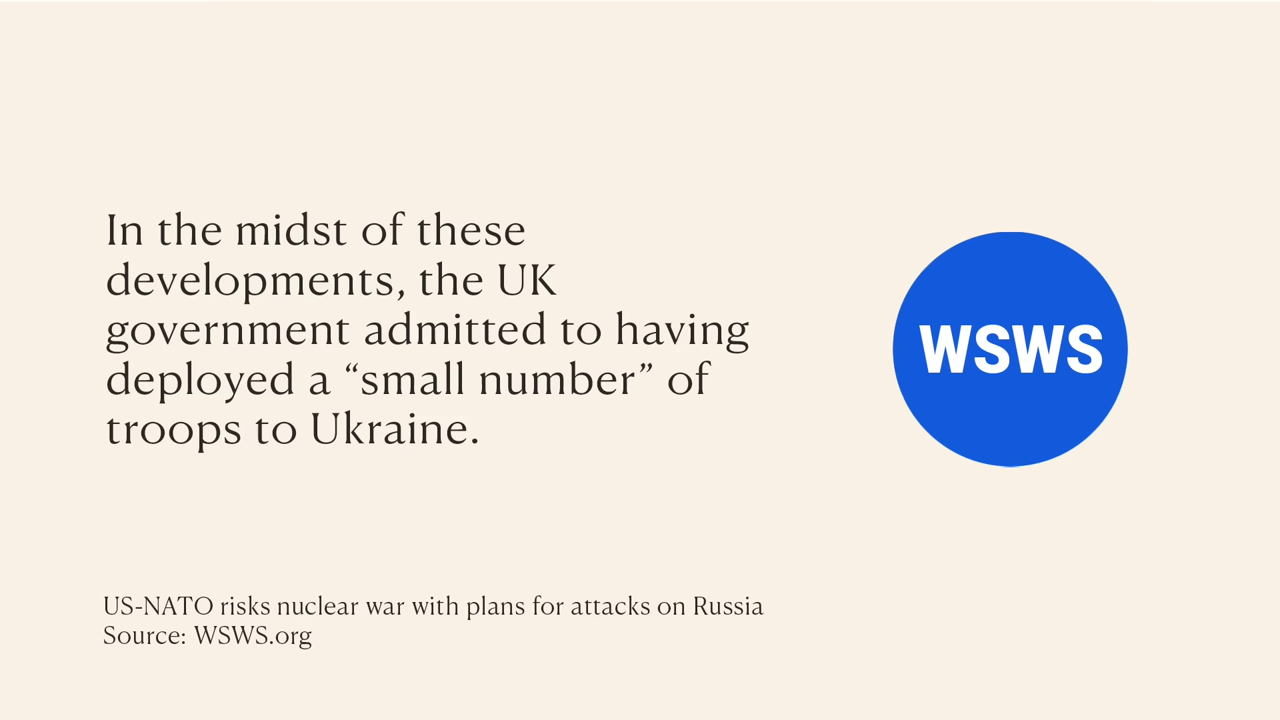 In the midst of these
developments, the UK
government admitted to having
deployed a “small number” of
troops to Ukraine.
WSWS
US-NATO risks nuclear war with plans for attacks on Russia
Source: WSWS.org